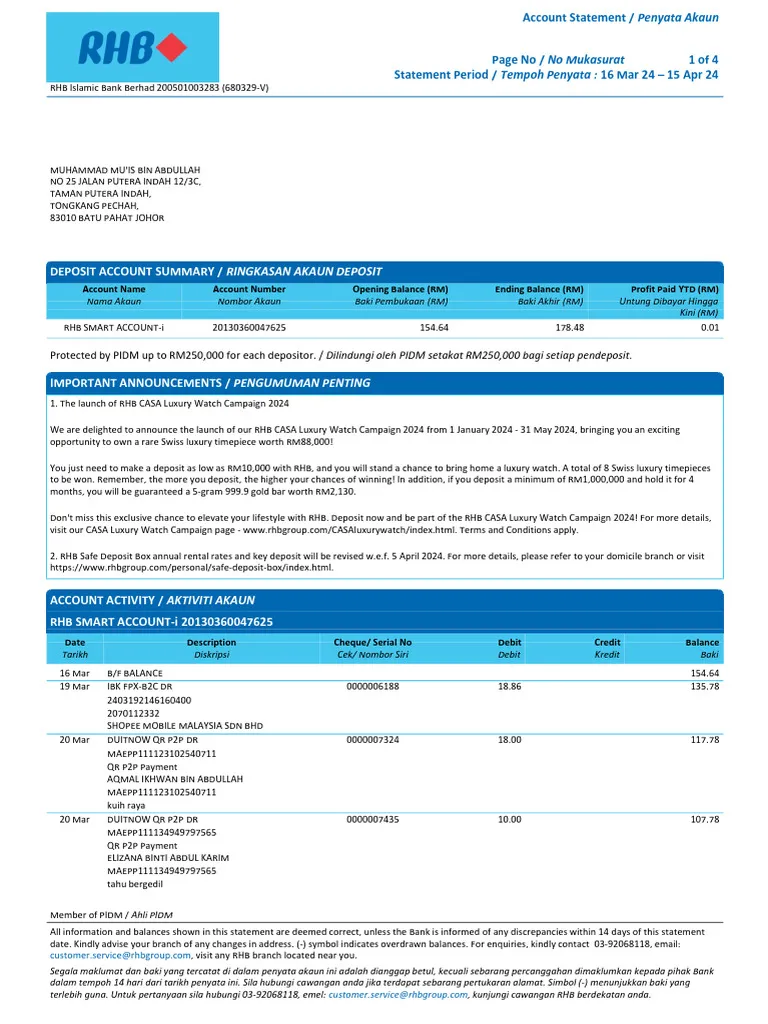 Account Statement / Penyata Akaun
RHB
Page No / No Mukasurat 1 of 4
Statement Period / Tempoh Penyata : 16 Mar 24 – 15 Apr 24
RHB Islamic Bank Berhad 200501003283 (680329-V)
MUHAMMAD MU'IS BIN ABDULLAH
NO 25 JALAN PUTERA INDAH 12/3C,
TAMAN PUTERA INDAH,
TONGKANG PECHAH,
83010 BATU PAHAT JOHOR
DEPOSIT ACCOUNT SUMMARY / RINGKASAN AKAUN DEPOSIT
Account Name Account Number Opening Balance (RM) Ending Balance (RM) Profit Paid YTD (RM)
Nama Akaun Nombor Akaun Baki Pembukaan (RM) Baki Akhir (RM) Untung Dibayar Hingga
Kini (RM)
RHB SMART ACCOUNT-i 20130360047625 154.64 178.48 0.01
Protected by PIDM up to RM250,000 for each depositor. / Dilindungi oleh PIDM setakat RM250,000 bagi setiap pendeposit.
IMPORTANT ANNOUNCEMENTS / PENGUMUMAN PENTING
1. The launch of RHB CASA Luxury Watch Campaign 2024
We are delighted to announce the launch of our RHB CASA Luxury Watch Campaign 2024 from 1 January 2024 - 31 May 2024, bringing you an exciting
opportunity to own a rare Swiss luxury timepiece worth RM88,000!
You just need to make a deposit as low as RM10,000 with RHB, and you will stand a chance to bring home a luxury watch. A total of 8 Swiss luxury timepieces
to be won. Remember, the more you deposit, the higher your chances of winning! In addition, if you deposit a minimum of RM1,000,000 and hold it for 4
months, you will be guaranteed a 5-gram 999.9 gold bar worth RM2,130.
Don't miss this exclusive chance to elevate your lifestyle with RHB. Deposit now and be part of the RHB CASA Luxury Watch Campaign 2024! For more details,
visit our CASA Luxury Watch Campaign page - www.rhbgroup.com/CASAluxurywatch/index.html. Terms and Conditions apply.
2. RHB Safe Deposit Box annual rental rates and key deposit will be revised w.e.f. 5 April 2024. For more details, please refer to your domicile branch or visit
https://www.rhbgroup.com/personal/safe-deposit-box/index.html.
ACCOUNT ACTIVITY / AKTIVITI AKAUN
RHB SMART ACCOUNT-i 20130360047625
Date Description Cheque/ Serial No Debit Credit Balance
Tarikh Diskripsi Cek/ Nombor Siri Debit Kredit Baki
16 Mar B/F BALANCE 154.64
19 Mar IBK FPX-B2C DR 0000006188 18.86 135.78
2403192146160400
2070112332
SHOPEE MOBILE MALAYSIA SDN BHD
20 Mar DUITNOW QR P2P DR 0000007324 18.00 117.78
MAEPP111123102540711
QR P2P Payment
AQMAL IKHWAN BIN ABDULLAH
MAEPP111123102540711
kuih raya
20 Mar DUITNOW QR P2P DR 0000007435 10.00 107.78
MAEPP111134949797565
QR P2P Payment
ELIZANA BINTI ABDUL KARIM
MAEPP111134949797565
tahu bergedil
Member of PIDM / Ahli PIDM
All information and balances shown in this statement are deemed correct, unless the Bank is informed of any discrepancies within 14 days of this statement
date. Kindly advise your branch of any changes in address. (-) symbol indicates overdrawn balances. For enquiries, kindly contact 03-92068118, email:
customer.service@rhbgroup.com, visit any RHB branch located near you.
Segala maklumat dan baki yang tercatat di dalam penyata akaun ini adalah dianggap betul, kecuali sebarang percanggahan dimaklumkan kepada pihak Bank
dalam tempoh 14 hari dari tarikh penyata ini. Sila hubungi cawangan anda jika terdapat sebarang pertukaran alamat. Simbol (-) menunjukkan baki yang
terlebih guna. Untuk pertanyaan sila hubungi 03-92068118, emel: customer.service@rhbgroup.com, kunjungi cawangan RHB berdekatan anda.